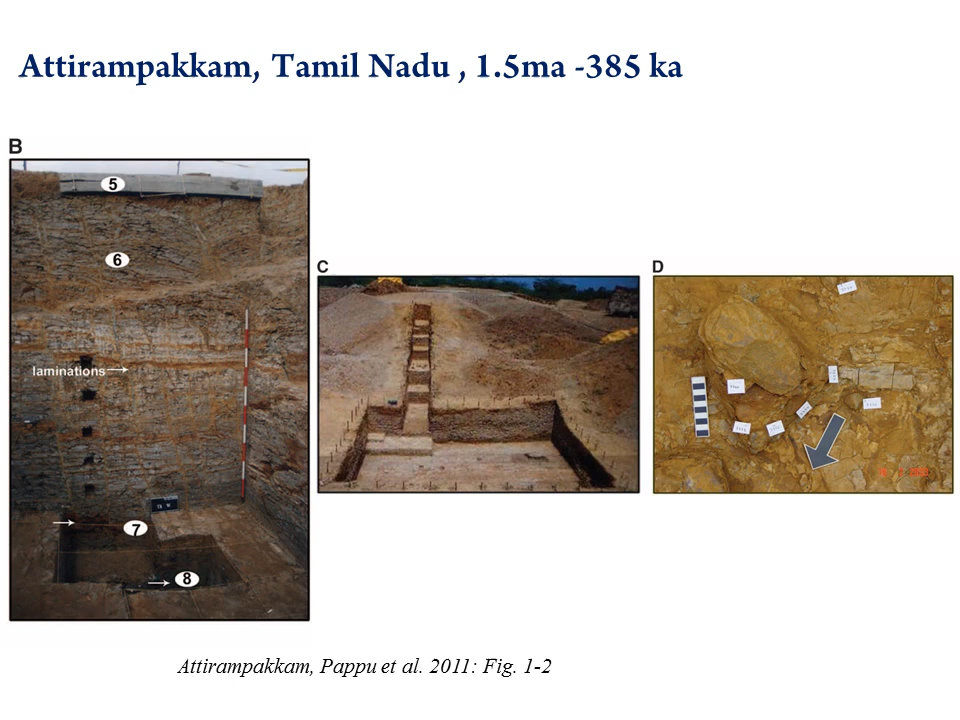 Attirampakkam, Tamil Nadu , 1.5ma -385 ka
B
5
6
laminations
7
8
C
D
Attirampakkam, Pappu et al. 2011: Fig. 1-2